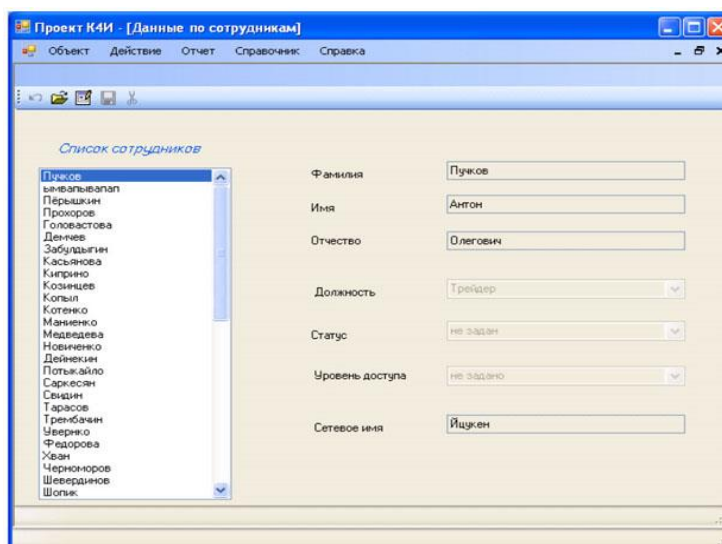 Проект К4И - [Данные по сотрудникам]
Объект Действие Отчет Справочник Справка
Список сотрудников
Пучков
ымвапывапап
Пёрышкин
Прохоров
Головастова
Демчев
Забулдыгин
Касьянова
Киприно
Козинцев
Копыл
Котенко
Маниенко
Медведева
Новиченко
Дейнекин
Потыкайло
Саркесян
Свидин
Тарасов
Трембачин
Увернко
Федорова
Хван
Черноморов
Шевердинов
Шопик
Фамилия Пучков
Имя Антон
Отчество Олегович
Должность Трейдер
Статус не задан
Уровень доступа не задано
Сетевое имя Йцукен